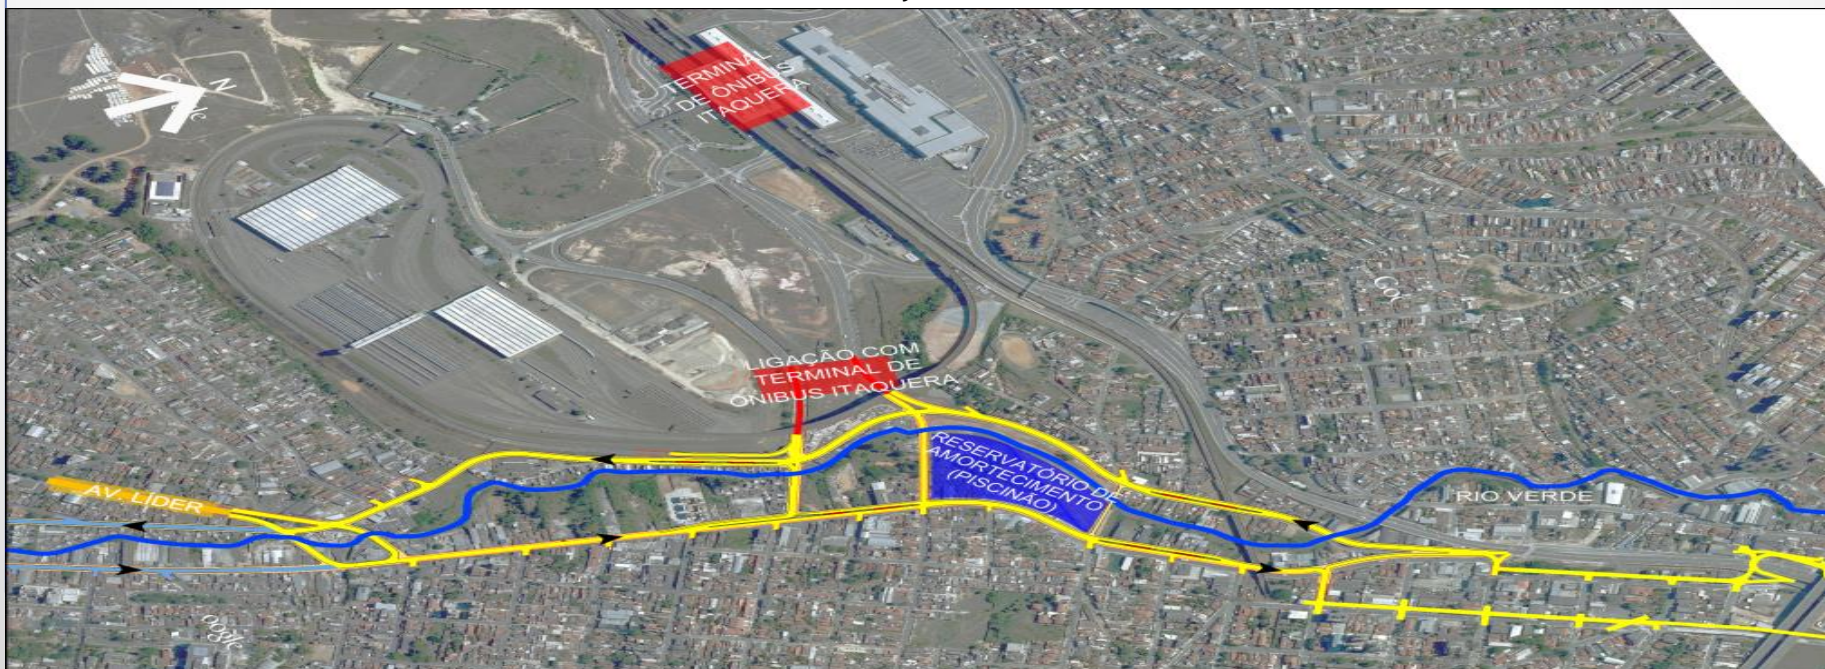 N
TERMINAL
DE ÔNIBUS
ITAQUERA
LIGAÇÃO COM
TERMINAL DE
ÔNIBUS ITAQUERA
RESERVATÓRIO DE
AMORTECIMENTO
(PISCINÃO)
AV. LÍDER
RIO VERDE